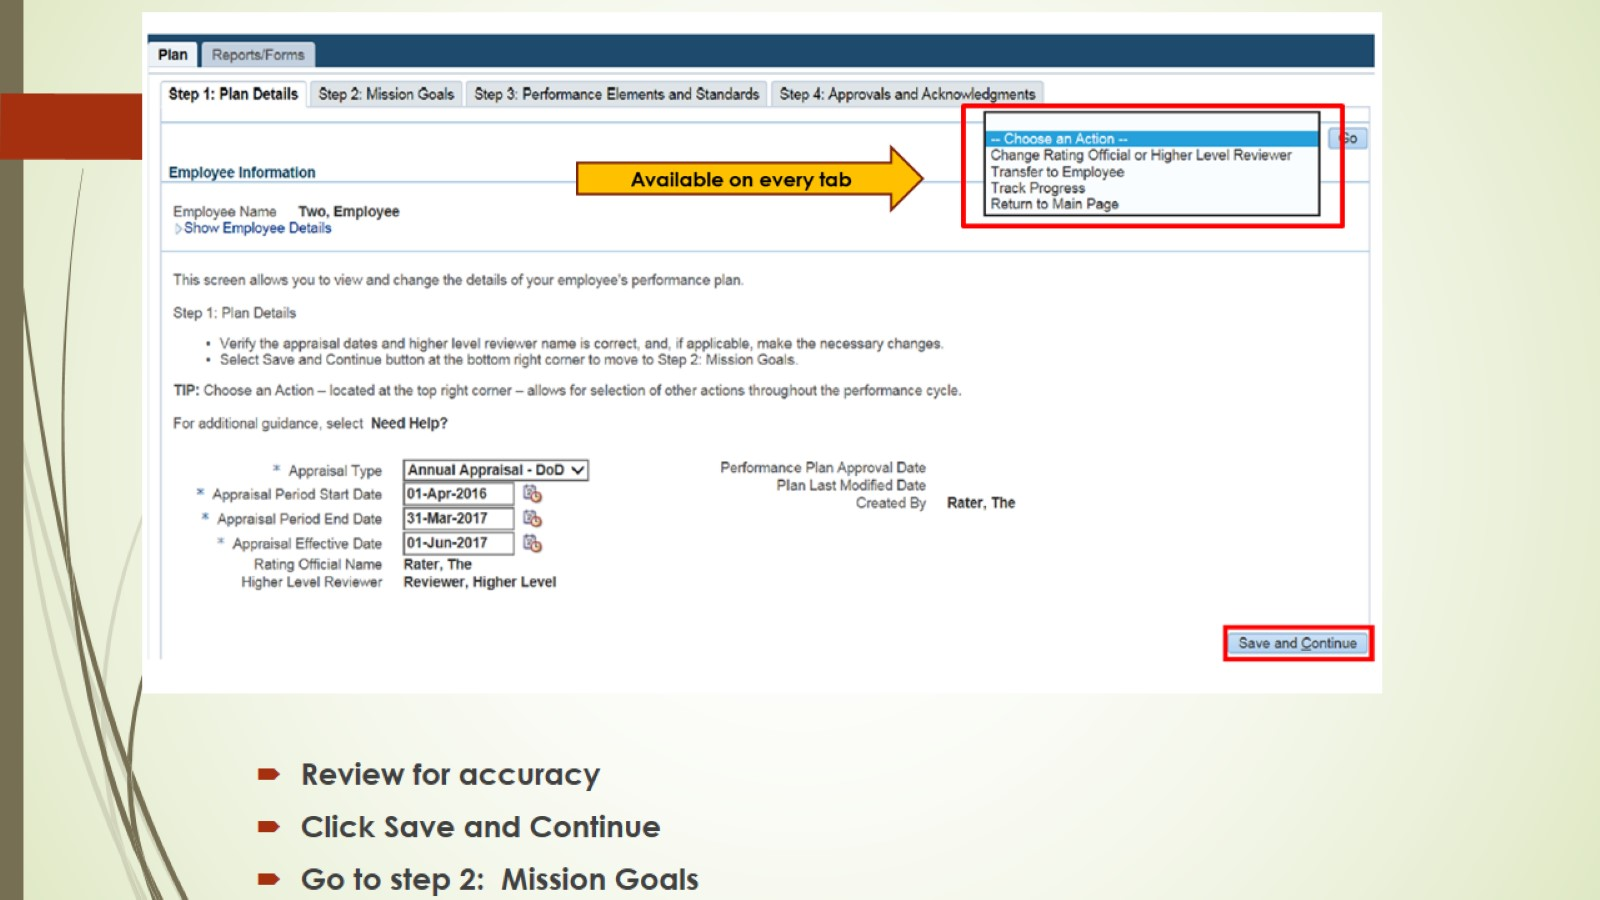 Plan
Reports/Forms
Step 1: Plan Details
Step 2: Mission Goals
Step 3: Performance Elements and Standards
Step 4: Approvals and Acknowledgments
-- Choose an Action --
Change Rating Official or Higher Level Reviewer
Transfer to Employee
Track Progress
Return to Main Page
Go
Available on every tab
Employee Information
Employee Name Two, Employee
Show Employee Details
This screen allows you to view and change the details of your employee's performance plan.
Step 1: Plan Details
• Verify the appraisal dates and higher level reviewer name is correct, and, if applicable, make the necessary changes.
• Select Save and Continue button at the bottom right corner to move to Step 2: Mission Goals.
TIP: Choose an Action – located at the top right corner – allows for selection of other actions throughout the performance cycle.
For additional guidance, select Need Help?
* Appraisal Type Annual Appraisal - DoD
* Appraisal Period Start Date 01-Apr-2016
* Appraisal Period End Date 31-Mar-2017
* Appraisal Effective Date 01-Jun-2017
Rating Official Name Rater, The
Higher Level Reviewer Reviewer, Higher Level
Performance Plan Approval Date
Plan Last Modified Date
Created By Rater, The
Save and Continue
Review for accuracy
Click Save and Continue
Go to step 2: Mission Goals